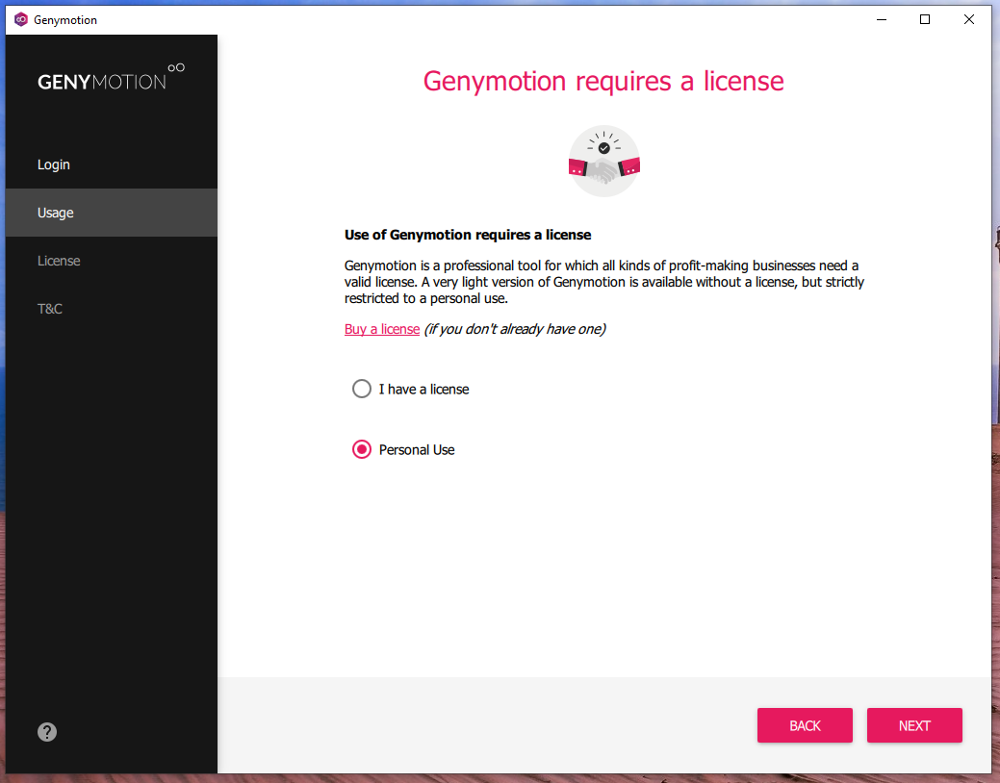 Genymotion
GENYMOTION
Login
Usage
License
T&C
Genymotion requires a license
Use of Genymotion requires a license
Genymotion is a professional tool for which all kinds of profit-making businesses need a
valid license. A very light version of Genymotion is available without a license, but strictly
restricted to a personal use.
Buy a license (if you don't already have one)
I have a license
Personal Use
?
BACK
NEXT